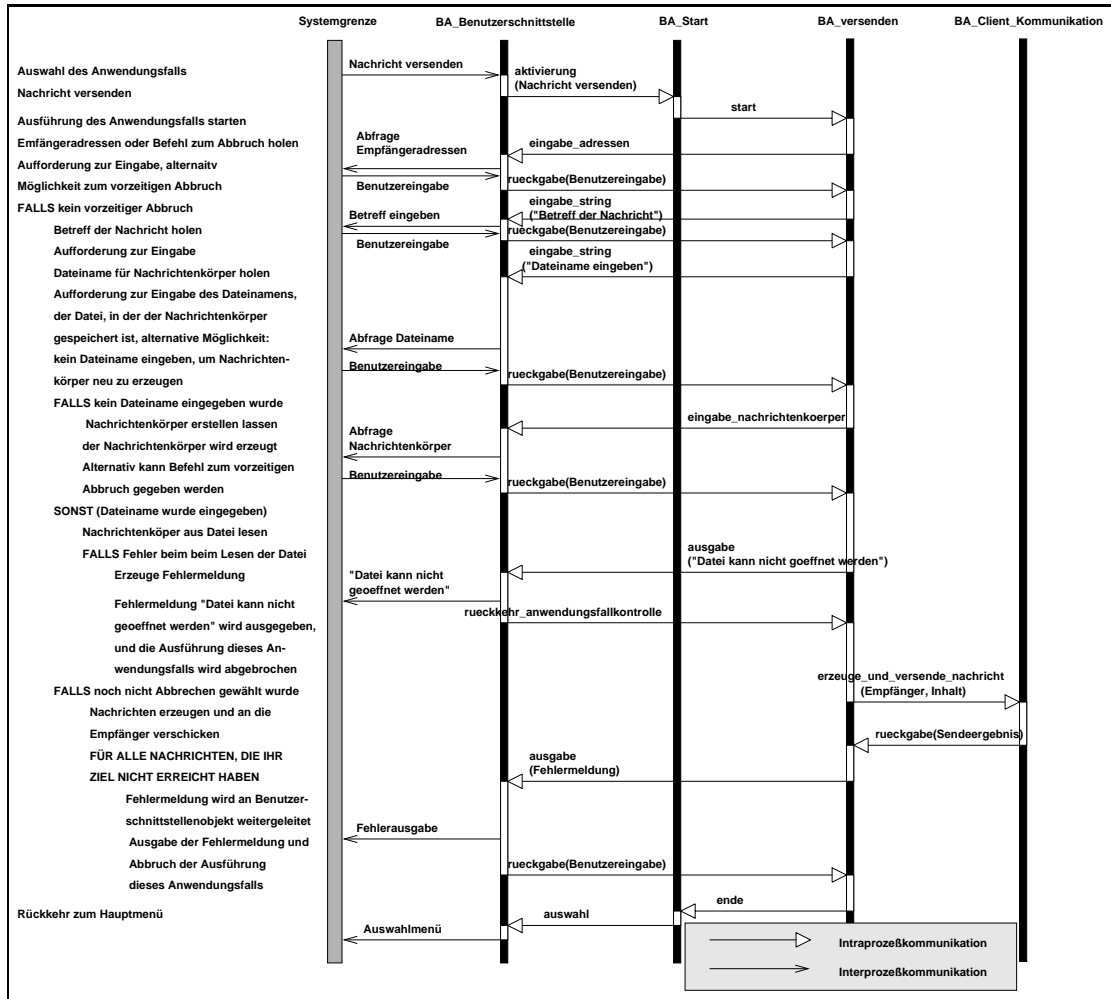 Systemgrenze BA_Benutzerschnittstelle BA_Start BA_versenden BA_Client_Kommunikation
Auswahl des Anwendungsfalls
Nachricht versenden
Ausführung des Anwendungsfalls starten
Emfängeradressen oder Befehl zum Abbruch holen
Aufforderung zur Eingabe, alternaitv
Möglichkeit zum vorzeitigen Abbruch
FALLS kein vorzeitiger Abbruch
Betreff der Nachricht holen
Aufforderung zur Eingabe
Dateiname für Nachrichtenkörper holen
Aufforderung zur Eingabe des Dateinamens,
der Datei, in der der Nachrichtenkörper
gespeichert ist, alternative Möglichkeit:
kein Dateiname eingeben, um Nachrichten-
körper neu zu erzeugen
FALLS kein Dateiname eingegeben wurde
Nachrichtenkörper erstellen lassen
der Nachrichtenkörper wird erzeugt
Alternativ kann Befehl zum vorzeitigen
Abbruch gegeben werden
SONST (Dateiname wurde eingegeben)
Nachrichtenköper aus Datei lesen
FALLS Fehler beim beim Lesen der Datei
Erzeuge Fehlermeldung
Fehlermeldung "Datei kann nicht
geoeffnet werden" wird ausgegeben,
und die Ausführung dieses An-
wendungsfalls wird abgebrochen
FALLS noch nicht Abbrechen gewählt wurde
Nachrichten erzeugen und an die
Empfänger verschicken
FÜR ALLE NACHRICHTEN, DIE IHR
ZIEL NICHT ERREICHT HABEN
Fehlermeldung wird an Benutzer-
schnittstellenobjekt weitergeleitet
Ausgabe der Fehlermeldung und
Abbruch der Ausführung
dieses Anwendungsfalls
Rückkehr zum Hauptmenü
Nachricht versenden
aktivierung
(Nachricht versenden)
start
Abfrage
Empfängeradressen
eingabe_adressen
Benutzereingabe
rueckgabe(Benutzereingabe)
Betreff eingeben
eingabe_string
("Betreff der Nachricht")
Benutzereingabe
rueckgabe(Benutzereingabe)
eingabe_string
("Dateiname eingeben")
Abfrage Dateiname
Benutzereingabe
rueckgabe(Benutzereingabe)
eingabe_nachrichtenkoerper
Abfrage
Nachrichtenkörper
Benutzereingabe
rueckgabe(Benutzereingabe)
ausgabe
("Datei kann nicht goeffnet werden")
"Datei kann nicht
geoeffnet werden"
rueckkehr_anwendungsfallkontrolle
erzeuge_und_versende_nachricht
(Empfänger, Inhalt)
rueckgabe(Sendeergebnis)
ausgabe
(Fehlermeldung)
Fehlerausgabe
rueckgabe(Benutzereingabe)
ende
auswahl
Auswahlmenü
Intraprozeßkommunikation
Interprozeßkommunikation